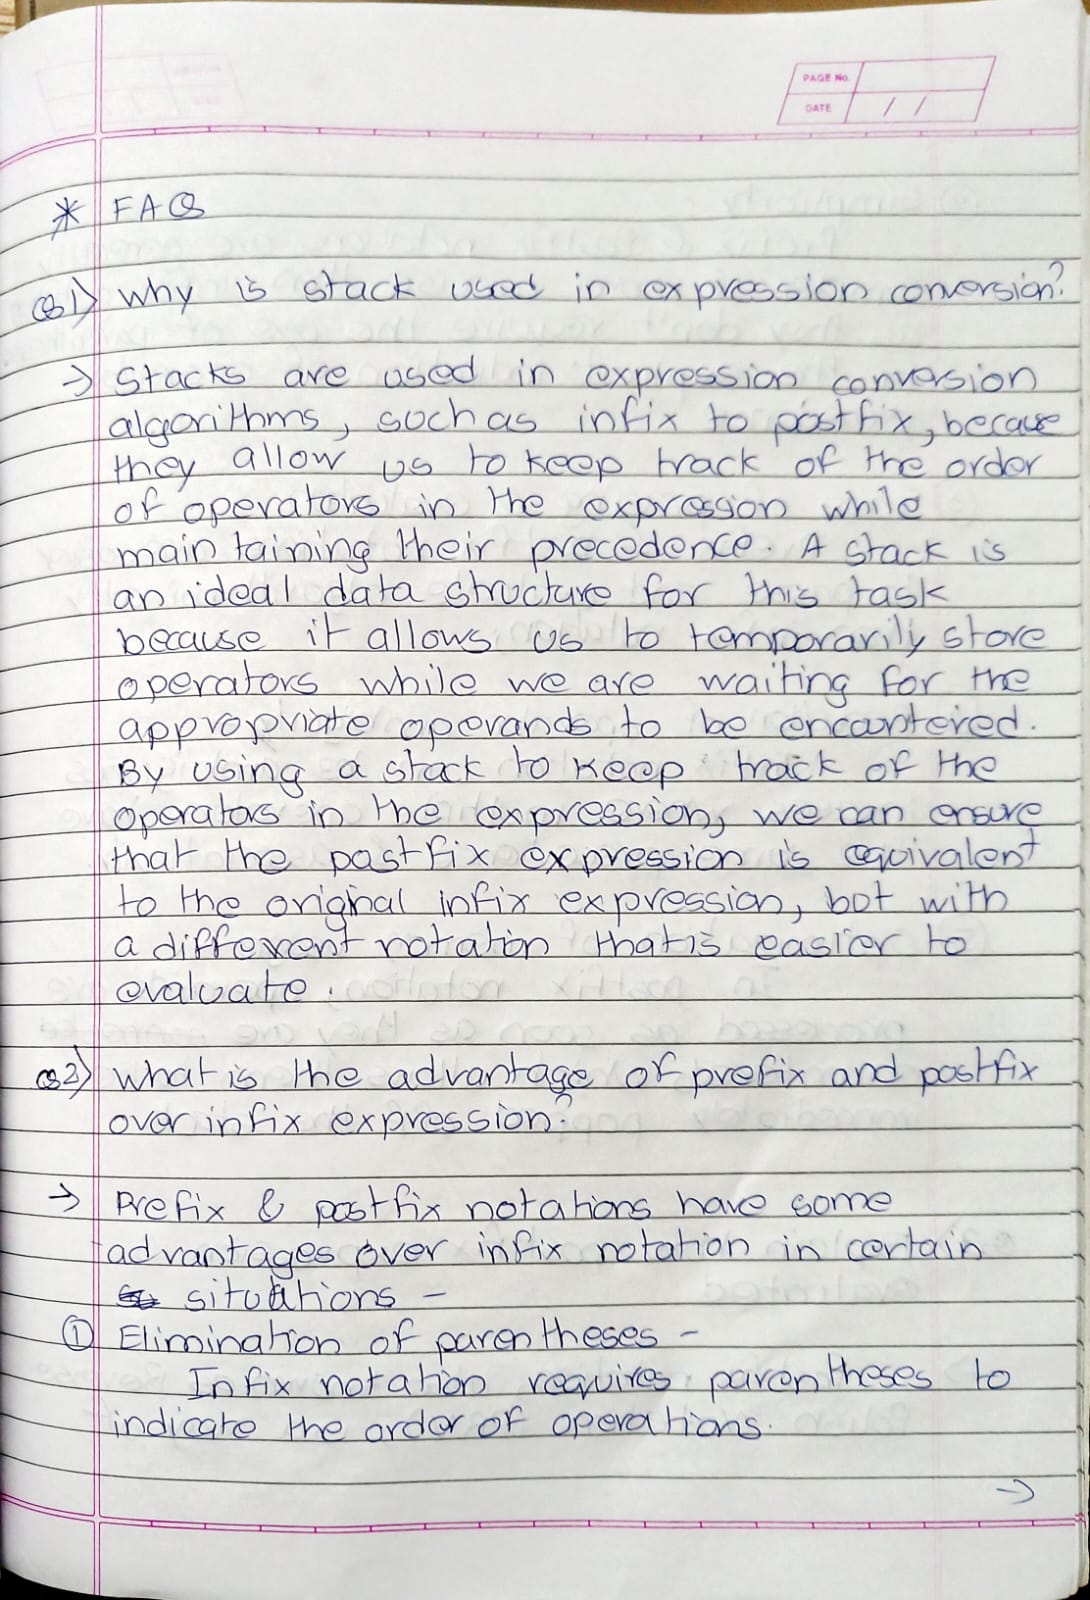 PAGE No.
DATE / /
* FAQ
Q1) Why is stack used in expression conversion?
→ Stacks are used in expression conversion
algorithms, such as infix to postfix, because
they allow us to keep track of the order
of operators in the expression while
maintaining their precedence. A stack is
an ideal data structure for this task
because it allows us to temporarily store
operators while we are waiting for the
appropriate operands to be encountered.
By using a stack to keep track of the
operators in the expression, we can ensure
that the postfix expression is equivalent
to the original infix expression, but with
a different notation that is easier to
evaluate.
Q2) What is the advantage of prefix and postfix
over infix expression?
→ Prefix & postfix notations have some
advantages over infix notation in certain
situations -
① Elimination of parentheses -
Infix notation requires parentheses to
indicate the order of operations.
→